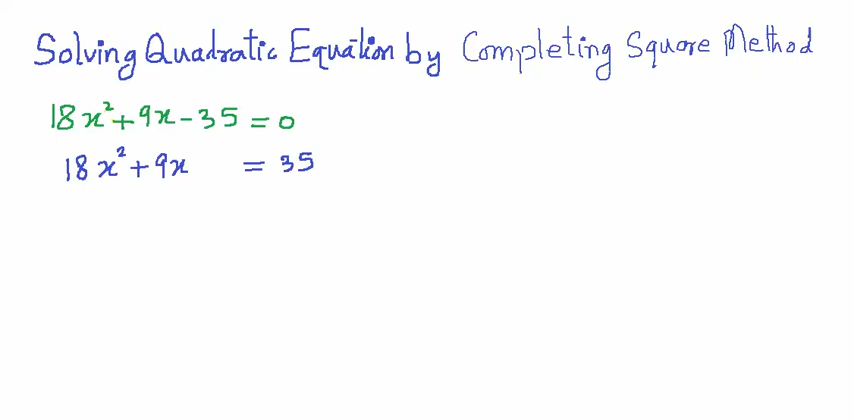 Solving Quadratic Equation by Completing Square Method
18x²+9x-35=0
18x²+9x = 35